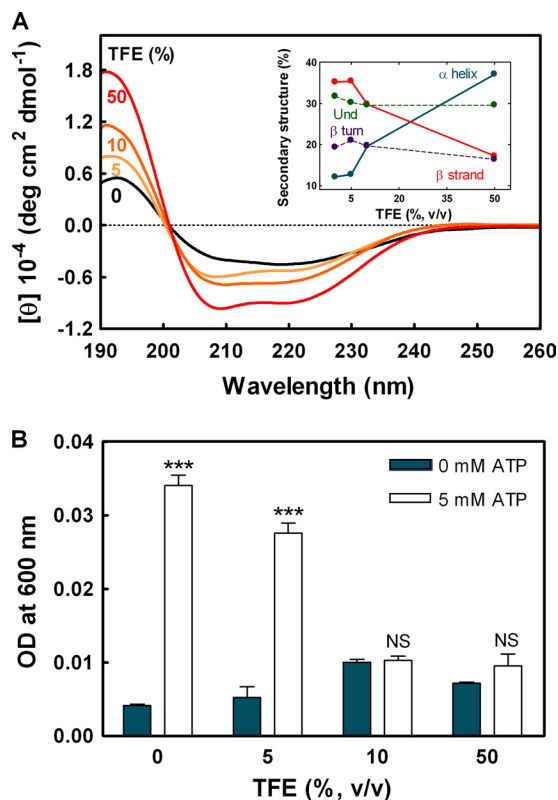 A
TFE (%)
50
10
5
0
[θ] 10⁻⁴ (deg cm² dmol⁻¹)
1.8
1.2
0.6
0.0
-0.6
-1.2
190 200 210 220 230 240 250 260
Wavelength (nm)
Secondary structure (%)
40
30
20
10
α helix
Und
β turn
β strand
5 20 35 50
TFE (%, v/v)
B
OD at 600 nm
0.04
0.03
0.02
0.01
0.00
0 mM ATP
5 mM ATP
***
***
NS
NS
0 5 10 50
TFE (%, v/v)